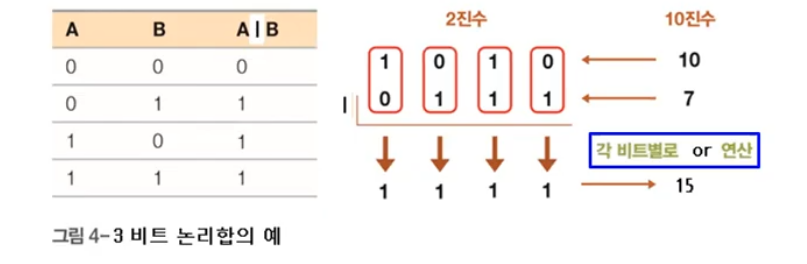 A B A | B
0 0 0
0 1 1
1 0 1
1 1 1
그림 4-3 비트 논리합의 예
2진수 10진수
1 0 1 0 10
| 0 1 1 1 7
각 비트별로 or 연산
1 1 1 1 15